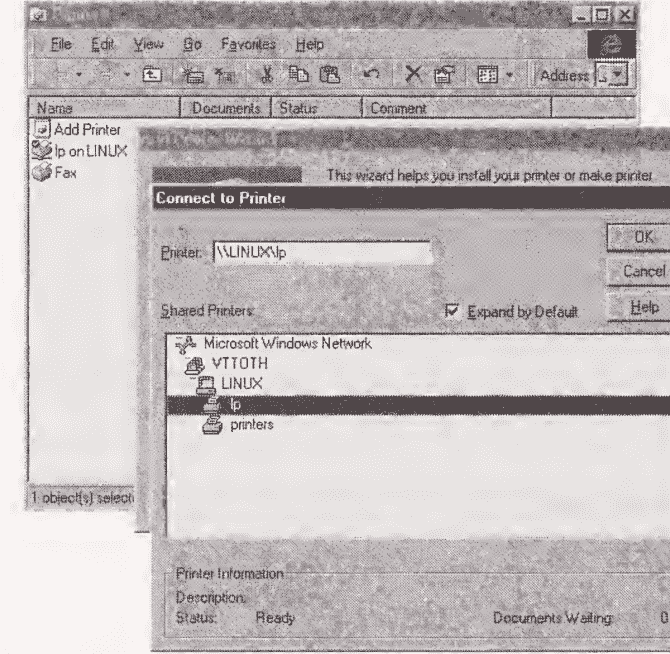 File Edit View Go Favorites Help
Address
Name Documents Status Comment
Add Printer
lp on LINUX
Fax
This wizard helps you install your printer or make printer
Connect to Printer
Printer: \\LINUX\lp
OK
Cancel
Help
Shared Printers:
Expand by Default
Microsoft Windows Network
VTTOTH
LINUX
lp
printers
1 object(s) select
Printer Information
Description:
Status: Ready Documents Waiting: 0